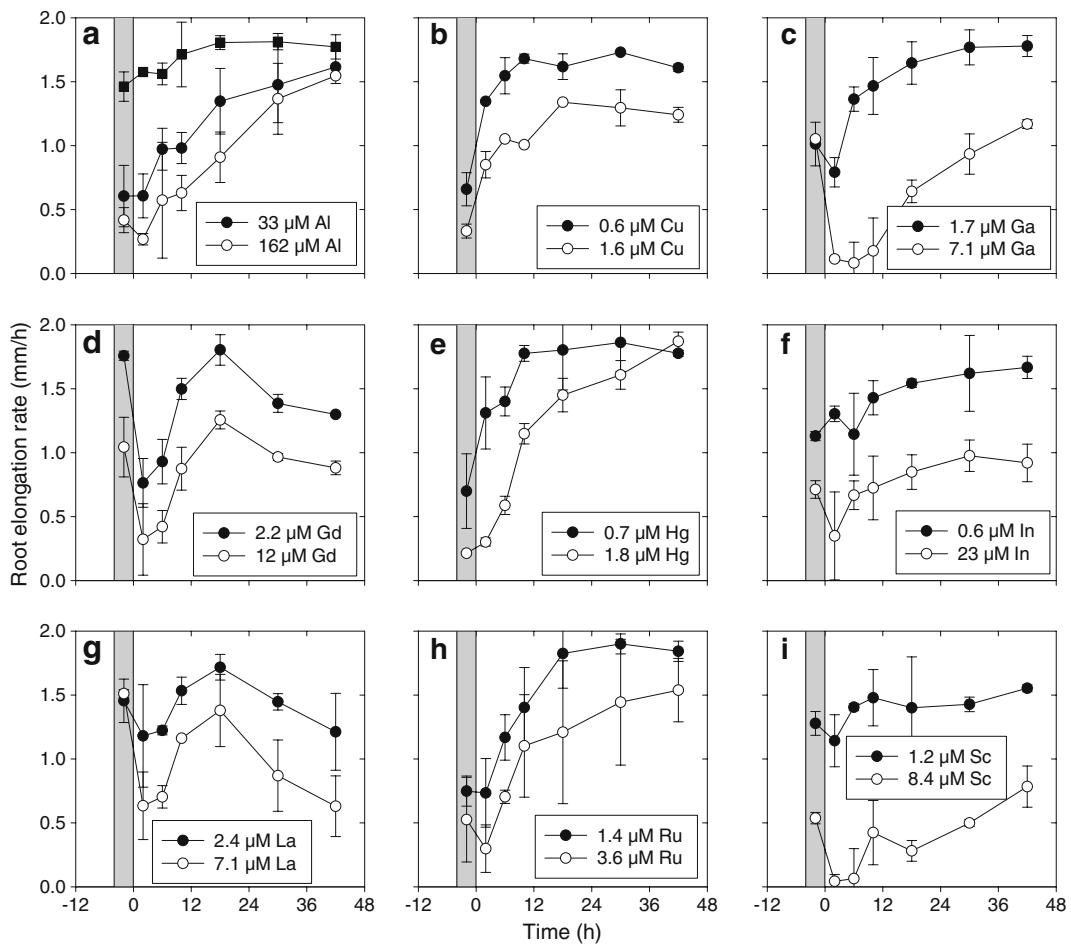 a
2.0
1.5
1.0
0.5
0.0
33 µM Al
162 µM Al
b
0.6 µM Cu
1.6 µM Cu
-12 0 12 24 36 48
c
1.7 µM Ga
7.1 µM Ga
Root elongation rate (mm/h)
d
2.0
1.5
1.0
0.5
0.0
2.2 µM Gd
12 µM Gd
e
0.7 µM Hg
1.8 µM Hg
f
0.6 µM In
23 µM In
g
2.0
1.5
1.0
0.5
0.0
2.4 µM La
7.1 µM La
-12 0 12 24 36 48
h
1.4 µM Ru
3.6 µM Ru
-12 0 12 24 36 48
i
1.2 µM Sc
8.4 µM Sc
-12 0 12 24 36 48
Time (h)